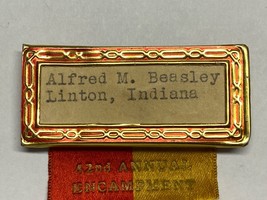 Alfred M. Beasley
Linton, Indiana
42nd ANNUAL
ENCAMPMENT